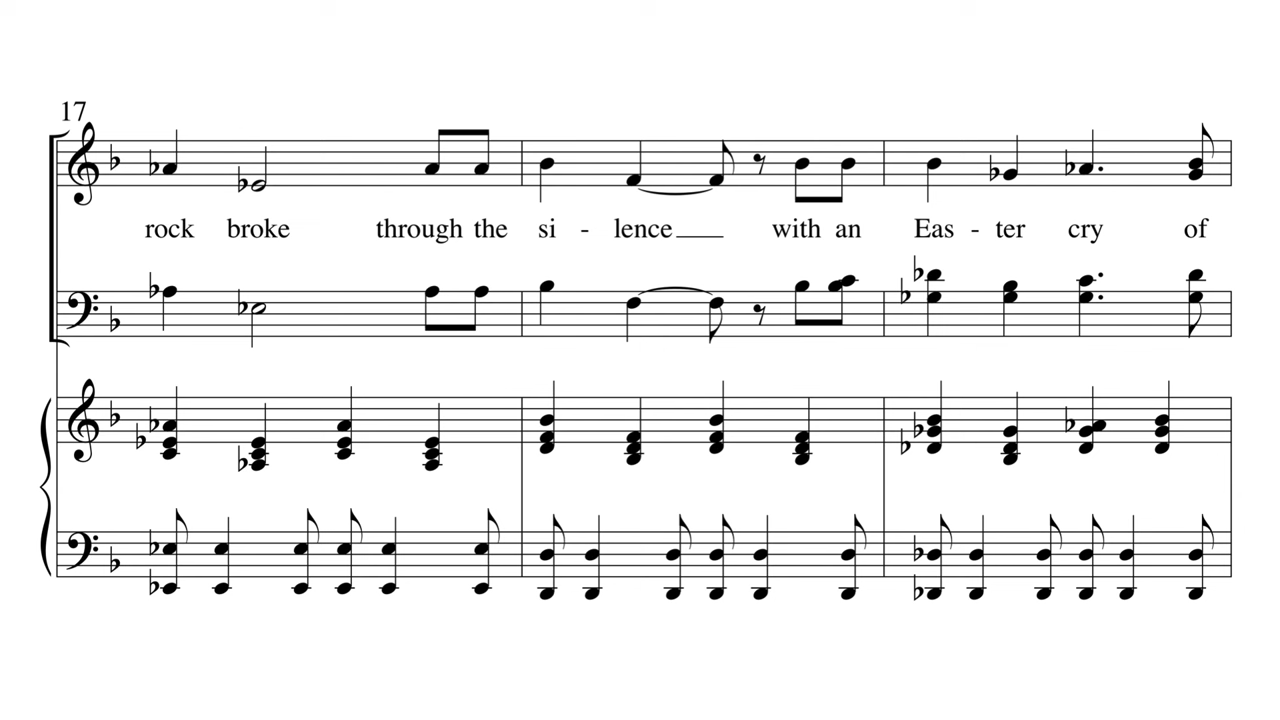 17
rock broke through the si - lence with an Eas - ter cry of